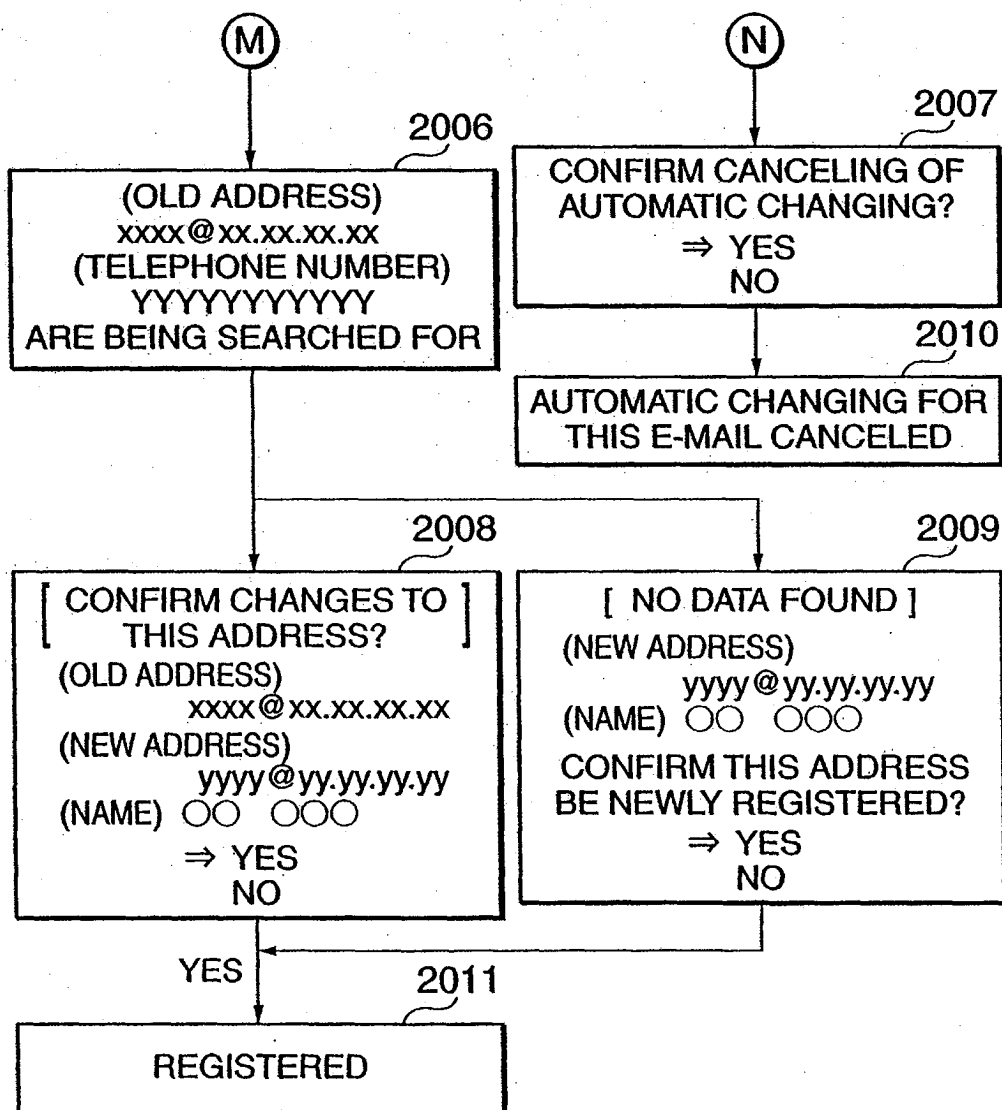 M
2006
(OLD ADDRESS)
xxxx@xx.xx.xx.xx
(TELEPHONE NUMBER)
YYYYYYYYYYY
ARE BEING SEARCHED FOR
N
2007
CONFIRM CANCELING OF
AUTOMATIC CHANGING?
⇒ YES
NO
2010
AUTOMATIC CHANGING FOR
THIS E-MAIL CANCELED
2008
[ CONFIRM CHANGES TO
THIS ADDRESS? ]
(OLD ADDRESS)
xxxx@xx.xx.xx.xx
(NEW ADDRESS)
yyyy@yy.yy.yy.yy
(NAME) ○○ ○○○
⇒ YES
NO
2009
[ NO DATA FOUND ]
(NEW ADDRESS)
yyyy@yy.yy.yy.yy
(NAME) ○○ ○○○
CONFIRM THIS ADDRESS
BE NEWLY REGISTERED?
⇒ YES
NO
YES
2011
REGISTERED